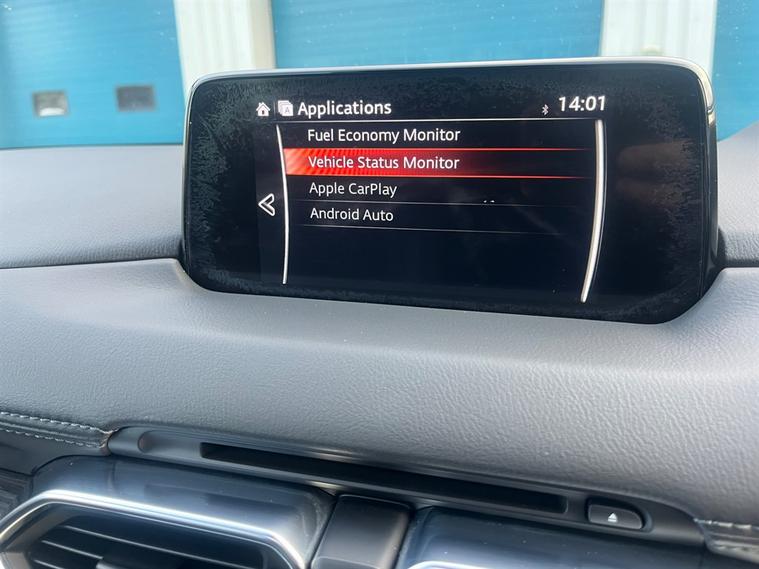 Applications
14:01
Fuel Economy Monitor
Vehicle Status Monitor
Apple CarPlay
Android Auto